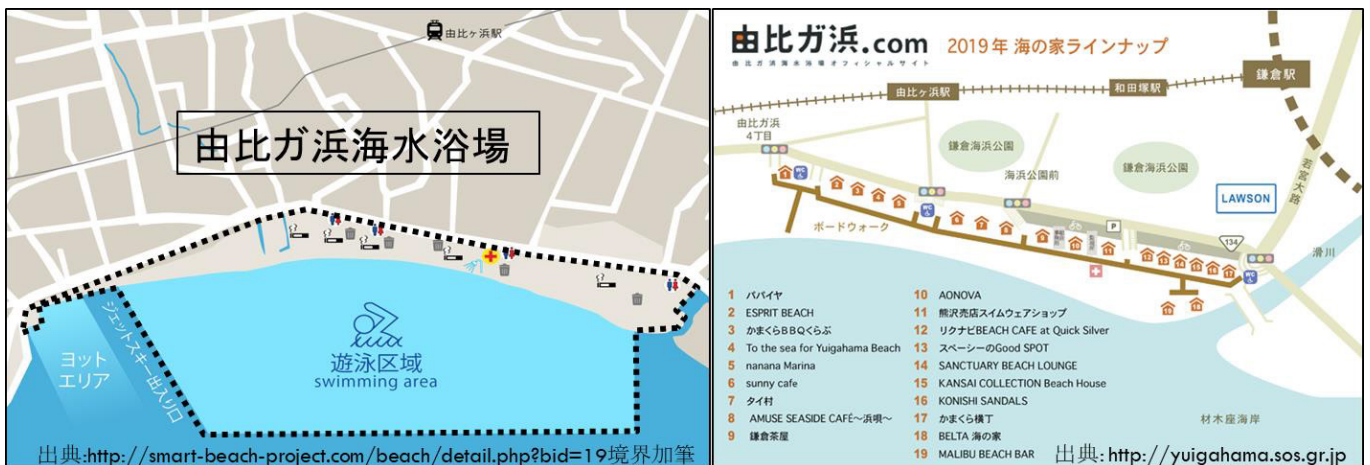 由比ヶ浜駅
由比ガ浜海水浴場
遊泳区域
swimming area
ヨット
エリア
ジェットスキー出入り口
出典:http://smart-beach-project.com/beach/detail.php?bid=19境界加筆
由比ガ浜.com
由比ガ浜海水浴場オフィシャルサイト
2019年 海の家ラインナップ
鎌倉駅
和田塚駅
由比ヶ浜駅
由比ガ浜
4丁目
鎌倉海浜公園
海浜公園前
鎌倉海浜公園
若宮大路
LAWSON
WC
WC
P
134
WC
ボードウォーク
滑川
1 パパイヤ
2 ESPRIT BEACH
3 かまくらBBQくらぶ
4 To the sea for Yuigahama Beach
5 nanana Marina
6 sunny cafe
7 タイ村
8 AMUSE SEASIDE CAFÉ～浜唄～
9 鎌倉茶屋
10 AONOVA
11 熊沢売店スイムウェアショップ
12 リクナビBEACH CAFE at Quick Silver
13 スペーシーのGood SPOT
14 SANCTUARY BEACH LOUNGE
15 KANSAI COLLECTION Beach House
16 KONISHI SANDALS
17 かまくら横丁
18 BELTA 海の家
19 MALIBU BEACH BAR
材木座海岸
出典: http://yuigahama.sos.gr.jp